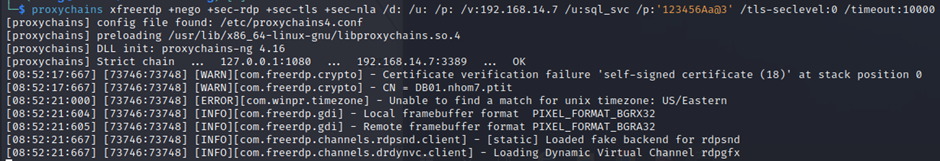 └─$ proxychains xfreerdp +nego +sec-rdp +sec-tls +sec-nla /d: /u: /p: /v:192.168.14.7 /u:sql_svc /p:'123456Aa@3' /tls-seclevel:0 /timeout:10000
[proxychains] config file found: /etc/proxychains4.conf
[proxychains] preloading /usr/lib/x86_64-linux-gnu/libproxychains.so.4
[proxychains] DLL init: proxychains-ng 4.16
[proxychains] Strict chain  ...  127.0.0.1:1080  ...  192.168.14.7:3389  ...  OK
[08:52:17:667] [73746:73748] [WARN][com.freerdp.crypto] - Certificate verification failure 'self-signed certificate (18)' at stack position 0
[08:52:17:667] [73746:73748] [WARN][com.freerdp.crypto] - CN = DB01.nhom7.ptit
[08:52:21:000] [73746:73748] [ERROR][com.winpr.timezone] - Unable to find a match for unix timezone: US/Eastern
[08:52:21:604] [73746:73748] [INFO][com.freerdp.gdi] - Local framebuffer format  PIXEL_FORMAT_BGRX32
[08:52:21:605] [73746:73748] [INFO][com.freerdp.gdi] - Remote framebuffer format PIXEL_FORMAT_BGRA32
[08:52:21:667] [73746:73748] [INFO][com.freerdp.channels.rdpsnd.client] - [static] Loaded fake backend for rdpsnd
[08:52:21:667] [73746:73748] [INFO][com.freerdp.channels.drdynvc.client] - Loading Dynamic Virtual Channel rdpgfx